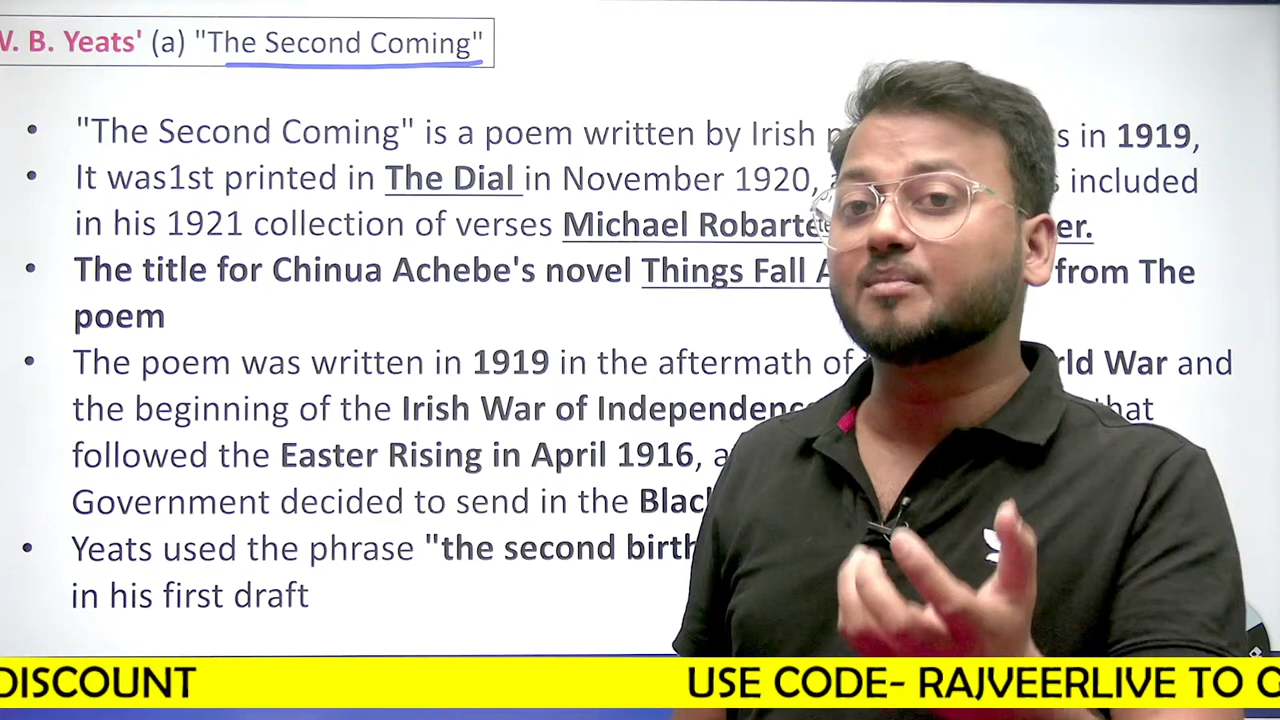 . B. Yeats' (a) "The Second Coming"
• "The Second Coming" is a poem written by Irish in 1919,
• It was1st printed in The Dial in November 1920, included
in his 1921 collection of verses Michael Robarte er.
• The title for Chinua Achebe's novel Things Fall A from The
poem
• The poem was written in 1919 in the aftermath of rld War and
the beginning of the Irish War of Independenc that
followed the Easter Rising in April 1916, a
Government decided to send in the Blac
• Yeats used the phrase "the second birth
in his first draft
DISCOUNT USE CODE- RAJVEERLIVE TO G